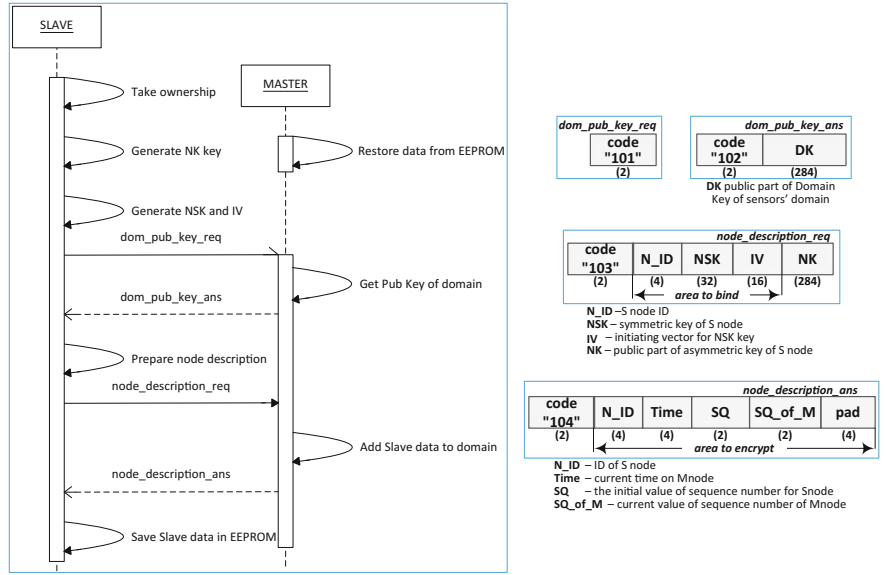 SLAVE
MASTER
Take ownership
Restore data from EEPROM
Generate NK key
Generate NSK and IV
dom_pub_key_req
Get Pub Key of domain
dom_pub_key_ans
Prepare node description
node_description_req
Add Slave data to domain
node_description_ans
Save Slave data in EEPROM
dom_pub_key_req
code
"101"
(2)
dom_pub_key_ans
code
"102" DK
(2) (284)
DK public part of Domain
Key of sensors' domain
node_description_req
code
"103" N_ID NSK IV NK
(2) (4) (32) (16) (284)
area to bind
N_ID –S node ID
NSK – symmetric key of S node
IV – initiating vector for NSK key
NK – public part of asymmetric key of S node
node_description_ans
code
"104" N_ID Time SQ SQ_of_M pad
(2) (4) (4) (2) (2) (4)
area to encrypt
N_ID – ID of S node
Time – current time on Mnode
SQ – the initial value of sequence number for Snode
SQ_of_M – current value of sequence number of Mnode